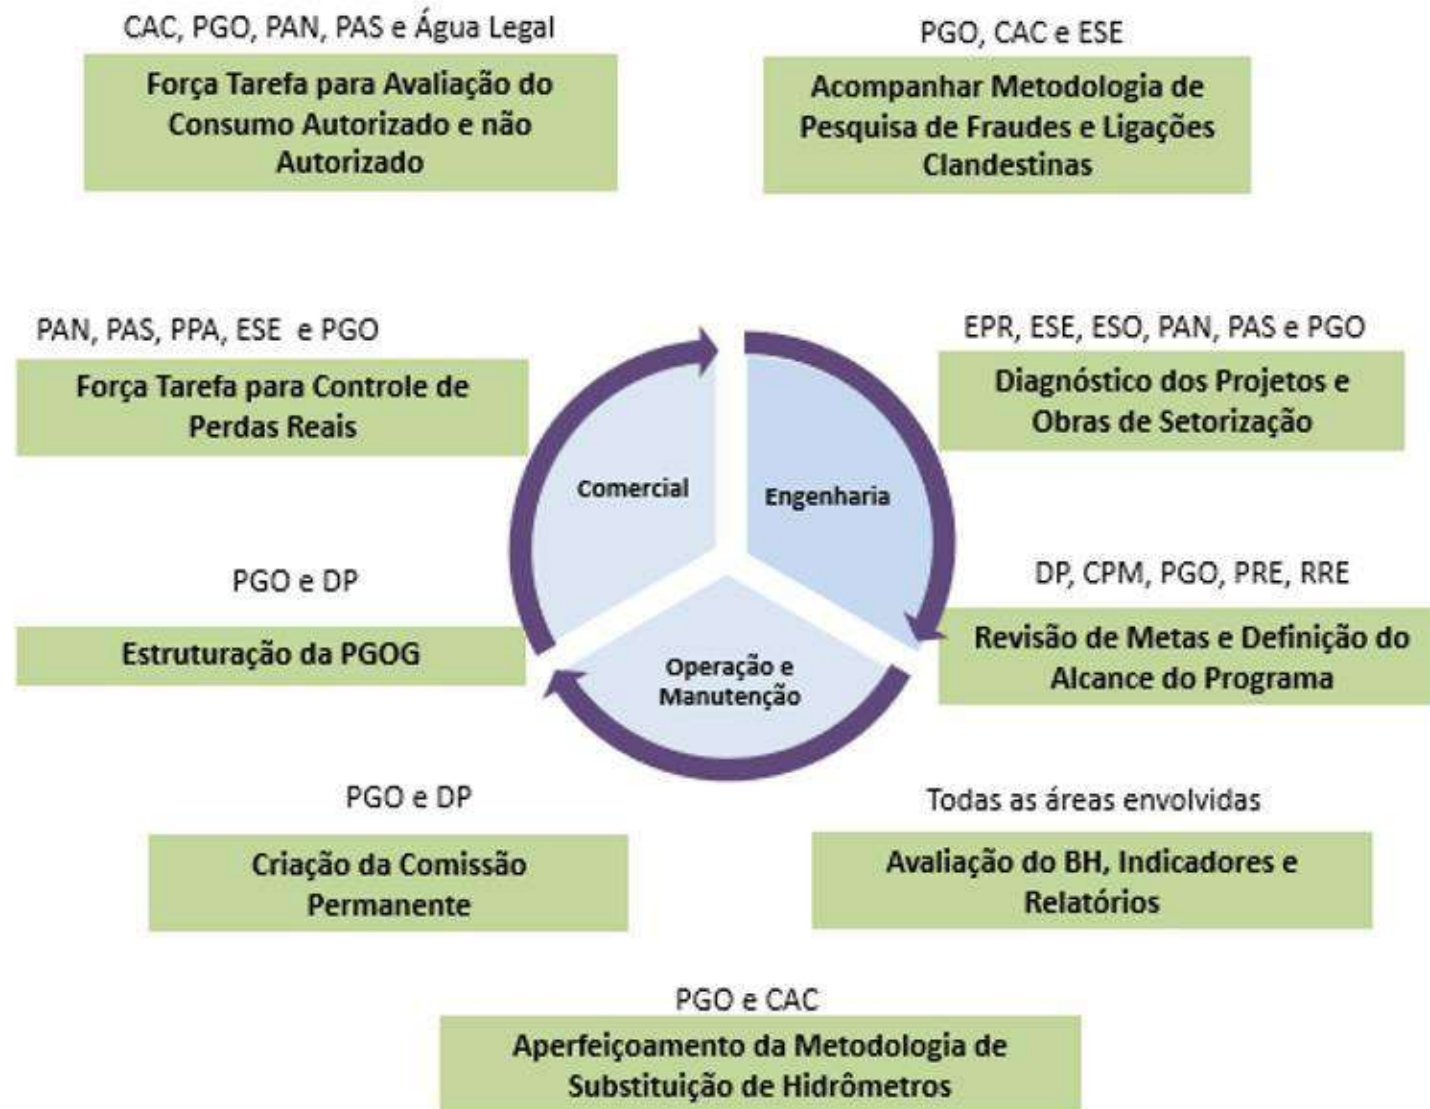 CAC, PGO, PAN, PAS e Água Legal
Força Tarefa para Avaliação do
Consumo Autorizado e não
Autorizado
PGO, CAC e ESE
Acompanhar Metodologia de
Pesquisa de Fraudes e Ligações
Clandestinas
PAN, PAS, PPA, ESE e PGO
Força Tarefa para Controle de
Perdas Reais
EPR, ESE, ESO, PAN, PAS e PGO
Diagnóstico dos Projetos e
Obras de Setorização
Comercial
Engenharia
Operação e
Manutenção
PGO e DP
Estruturação da PGOG
DP, CPM, PGO, PRE, RRE
Revisão de Metas e Definição do
Alcance do Programa
PGO e DP
Criação da Comissão
Permanente
Todas as áreas envolvidas
Avaliação do BH, Indicadores e
Relatórios
PGO e CAC
Aperfeiçoamento da Metodologia de
Substituição de Hidrômetros